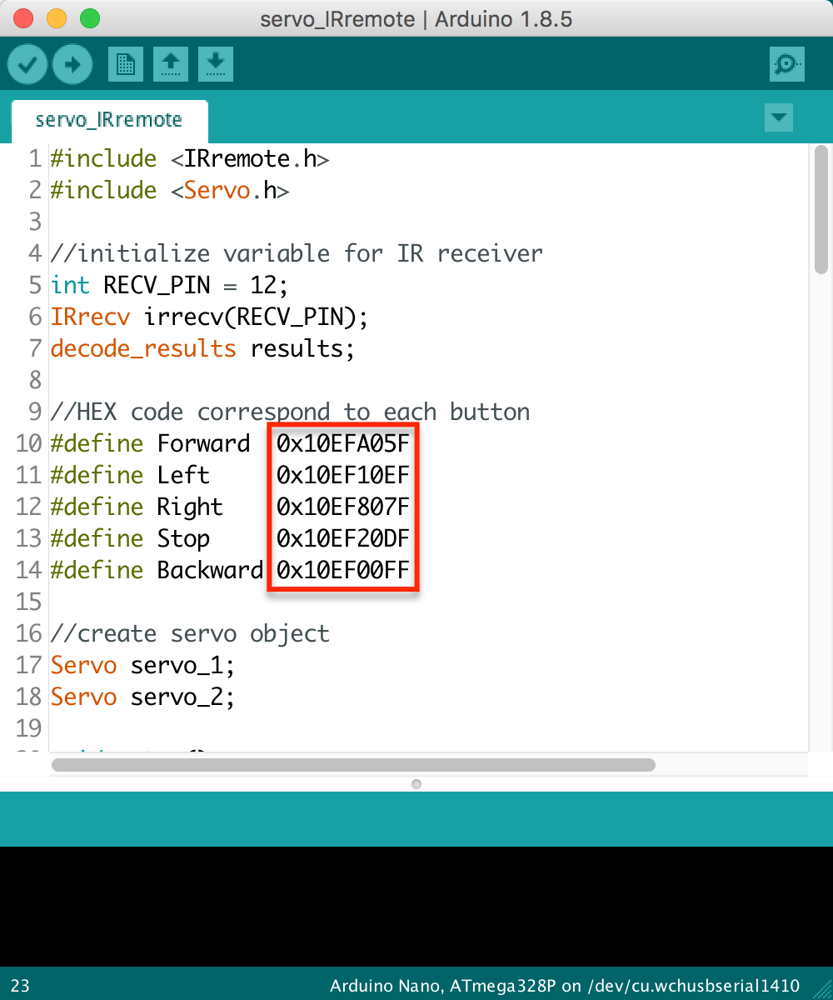 servo_IRremote | Arduino 1.8.5
servo_IRremote
1 #include <IRremote.h>
2 #include <Servo.h>
3
4 //initialize variable for IR receiver
5 int RECV_PIN = 12;
6 IRrecv irrecv(RECV_PIN);
7 decode_results results;
8
9 //HEX code correspond to each button
10 #define Forward  0x10EFA05F
11 #define Left     0x10EF10EF
12 #define Right    0x10EF807F
13 #define Stop     0x10EF20DF
14 #define Backward 0x10EF00FF
15
16 //create servo object
17 Servo servo_1;
18 Servo servo_2;
19
23
Arduino Nano, ATmega328P on /dev/cu.wchusbserial1410